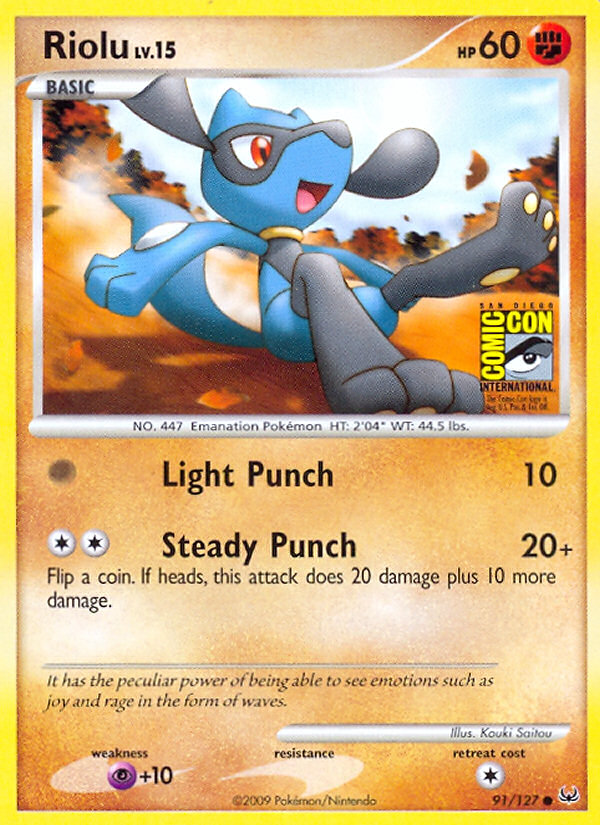 Riolu LV.15
HP 60
BASIC
SAN DIEGO
COMIC CON
INTERNATIONAL
NO. 447 Emanation Pokémon HT: 2'04" WT: 44.5 lbs.
Light Punch 10
Steady Punch 20+
Flip a coin. If heads, this attack does 20 damage plus 10 more
damage.
It has the peculiar power of being able to see emotions such as
joy and rage in the form of waves.
Illus. Kouki Saitou
weakness resistance retreat cost
+10
©2009 Pokémon/Nintendo 91/127